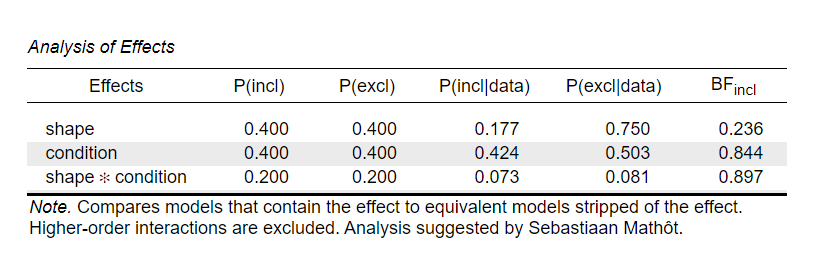 Analysis of Effects
Effects P(incl) P(excl) P(incl|data) P(excl|data) BFincl
shape 0.400 0.400 0.177 0.750 0.236
condition 0.400 0.400 0.424 0.503 0.844
shape ✻ condition 0.200 0.200 0.073 0.081 0.897
Note. Compares models that contain the effect to equivalent models stripped of the effect.
Higher-order interactions are excluded. Analysis suggested by Sebastiaan Mathôt.